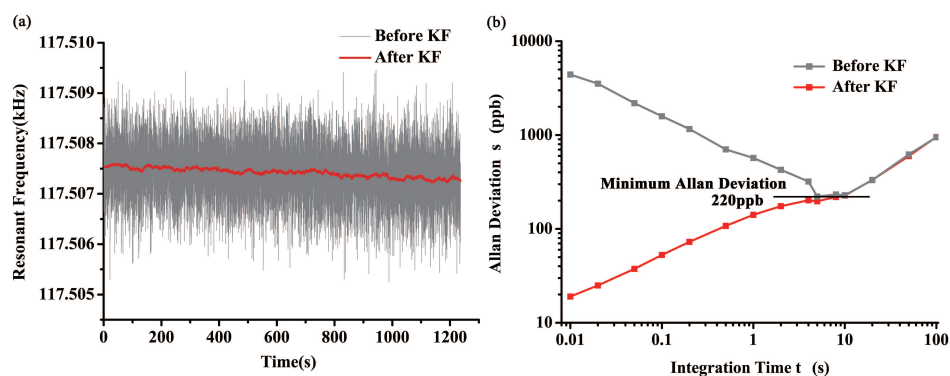 (a)
117.510
117.509
117.508
117.507
117.506
117.505
Resonant Frequency(kHz)
Before KF
After KF
0 200 400 600 800 1000 1200
Time(s)
(b)
10000
1000
100
10
Allan Deviation s (ppb)
Before KF
After KF
Minimum Allan Deviation
220ppb
0.01 0.1 1 10 100
Integration Time t (s)